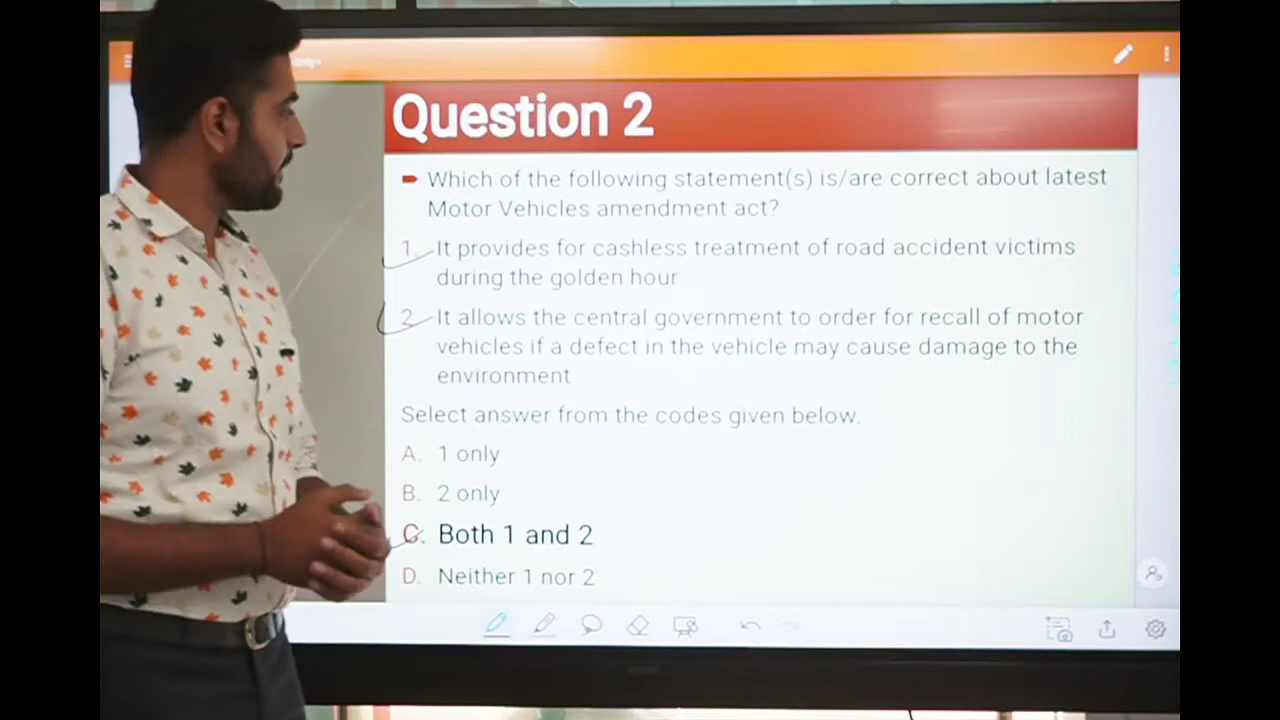 Question 2
Which of the following statement(s) is/are correct about latest
Motor Vehicles amendment act?
1. It provides for cashless treatment of road accident victims
during the golden hour
2. It allows the central government to order for recall of motor
vehicles if a defect in the vehicle may cause damage to the
environment
Select answer from the codes given below.
A. 1 only
B. 2 only
C. Both 1 and 2
D. Neither 1 nor 2